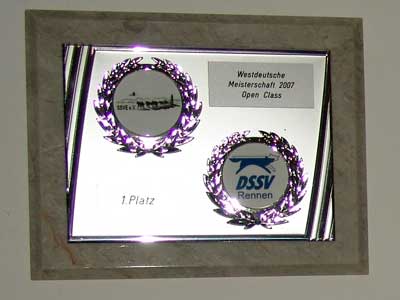 Westdeutsche
Meisterschaft 2007
Open Class
DSSV
Rennen
1.Platz